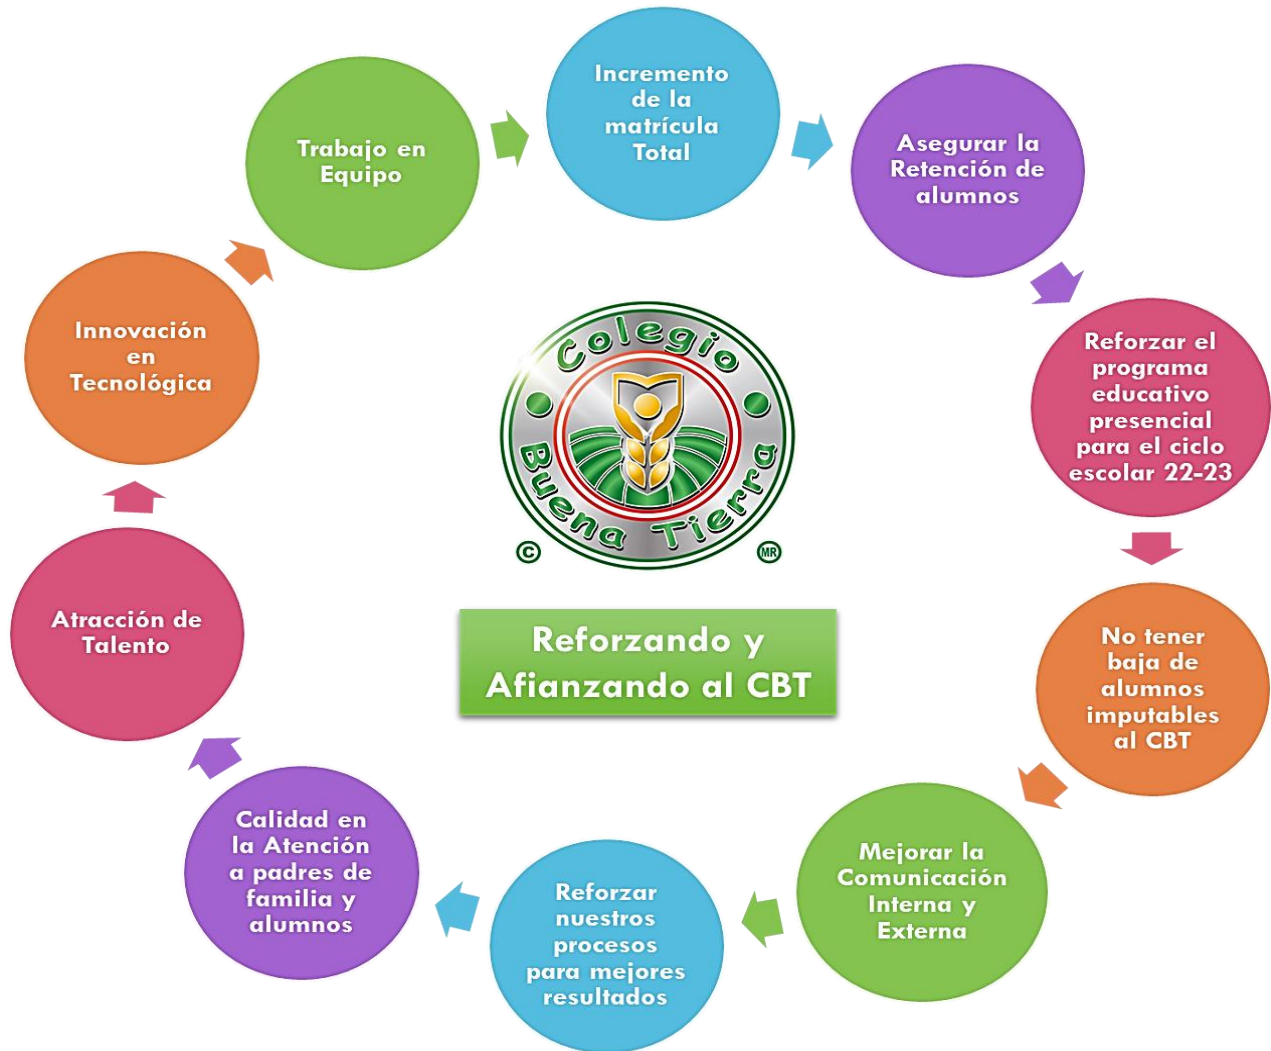 Incremento
de la
matrícula
Total
Asegurar la
Retención de
alumnos
Reforzar el
programa
educativo
presencial
para el ciclo
escolar 22-23
No tener
baja de
alumnos
imputables
al CBT
Mejorar la
Comunicación
Interna y
Externa
Reforzar
nuestros
procesos
para mejores
resultados
Calidad en
la Atención
a padres de
familia y
alumnos
Atracción de
Talento
Innovación
en
Tecnológica
Trabajo en
Equipo
Colegio
Buena Tierra
© MR
Reforzando y
Afianzando al CBT